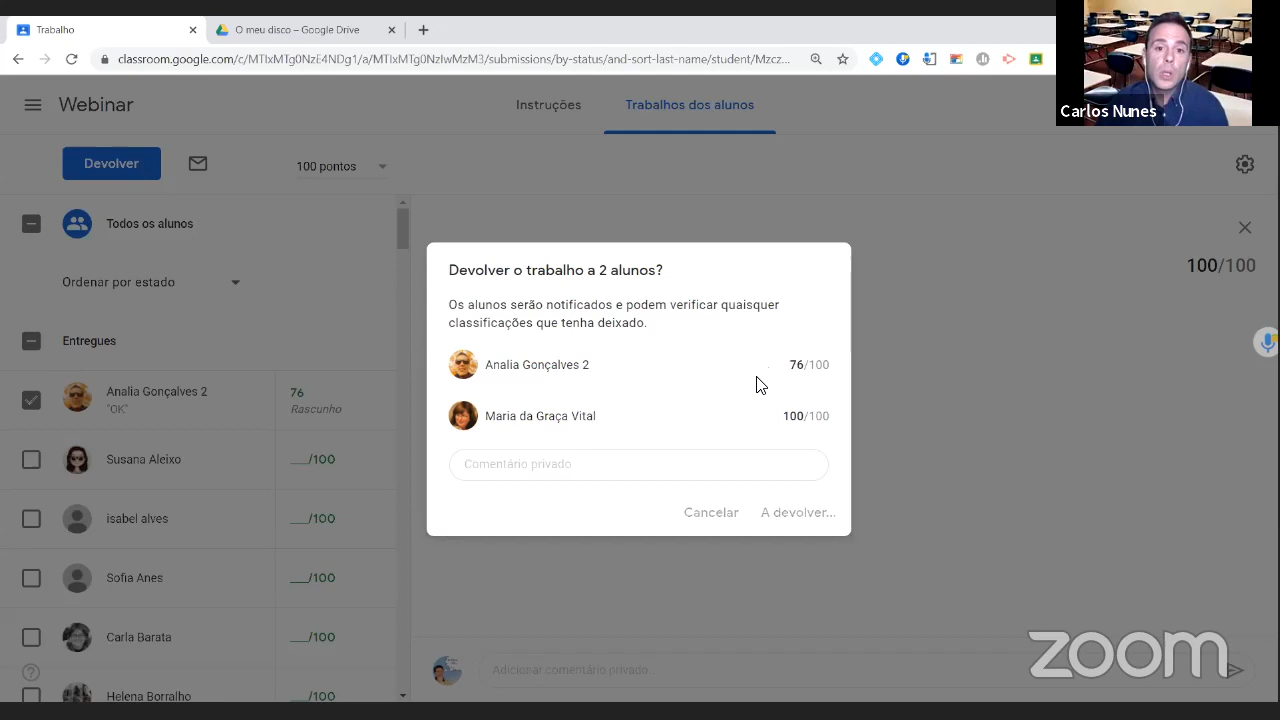 Trabalho
O meu disco – Google Drive
classroom.google.com/c/MTIxMTg0NzE4NDg1/a/MTIxMTg0NzIwMzM3/submissions/by-status/and-sort-last-name/student/Mzcz...
Carlos Nunes
Webinar
Instruções
Trabalhos dos alunos
Devolver
100 pontos
Todos os alunos
100/100
Ordenar por estado
Entregues
Analia Gonçalves 2
"OK"
76
Rascunho
Susana Aleixo
___/100
isabel alves
___/100
Sofia Anes
___/100
Carla Barata
___/100
Helena Borralho
___/100
Devolver o trabalho a 2 alunos?
Os alunos serão notificados e podem verificar quaisquer
classificações que tenha deixado.
Analia Gonçalves 2
76/100
Maria da Graça Vital
100/100
Comentário privado
Cancelar
A devolver...
Adicionar comentário privado...
zoom